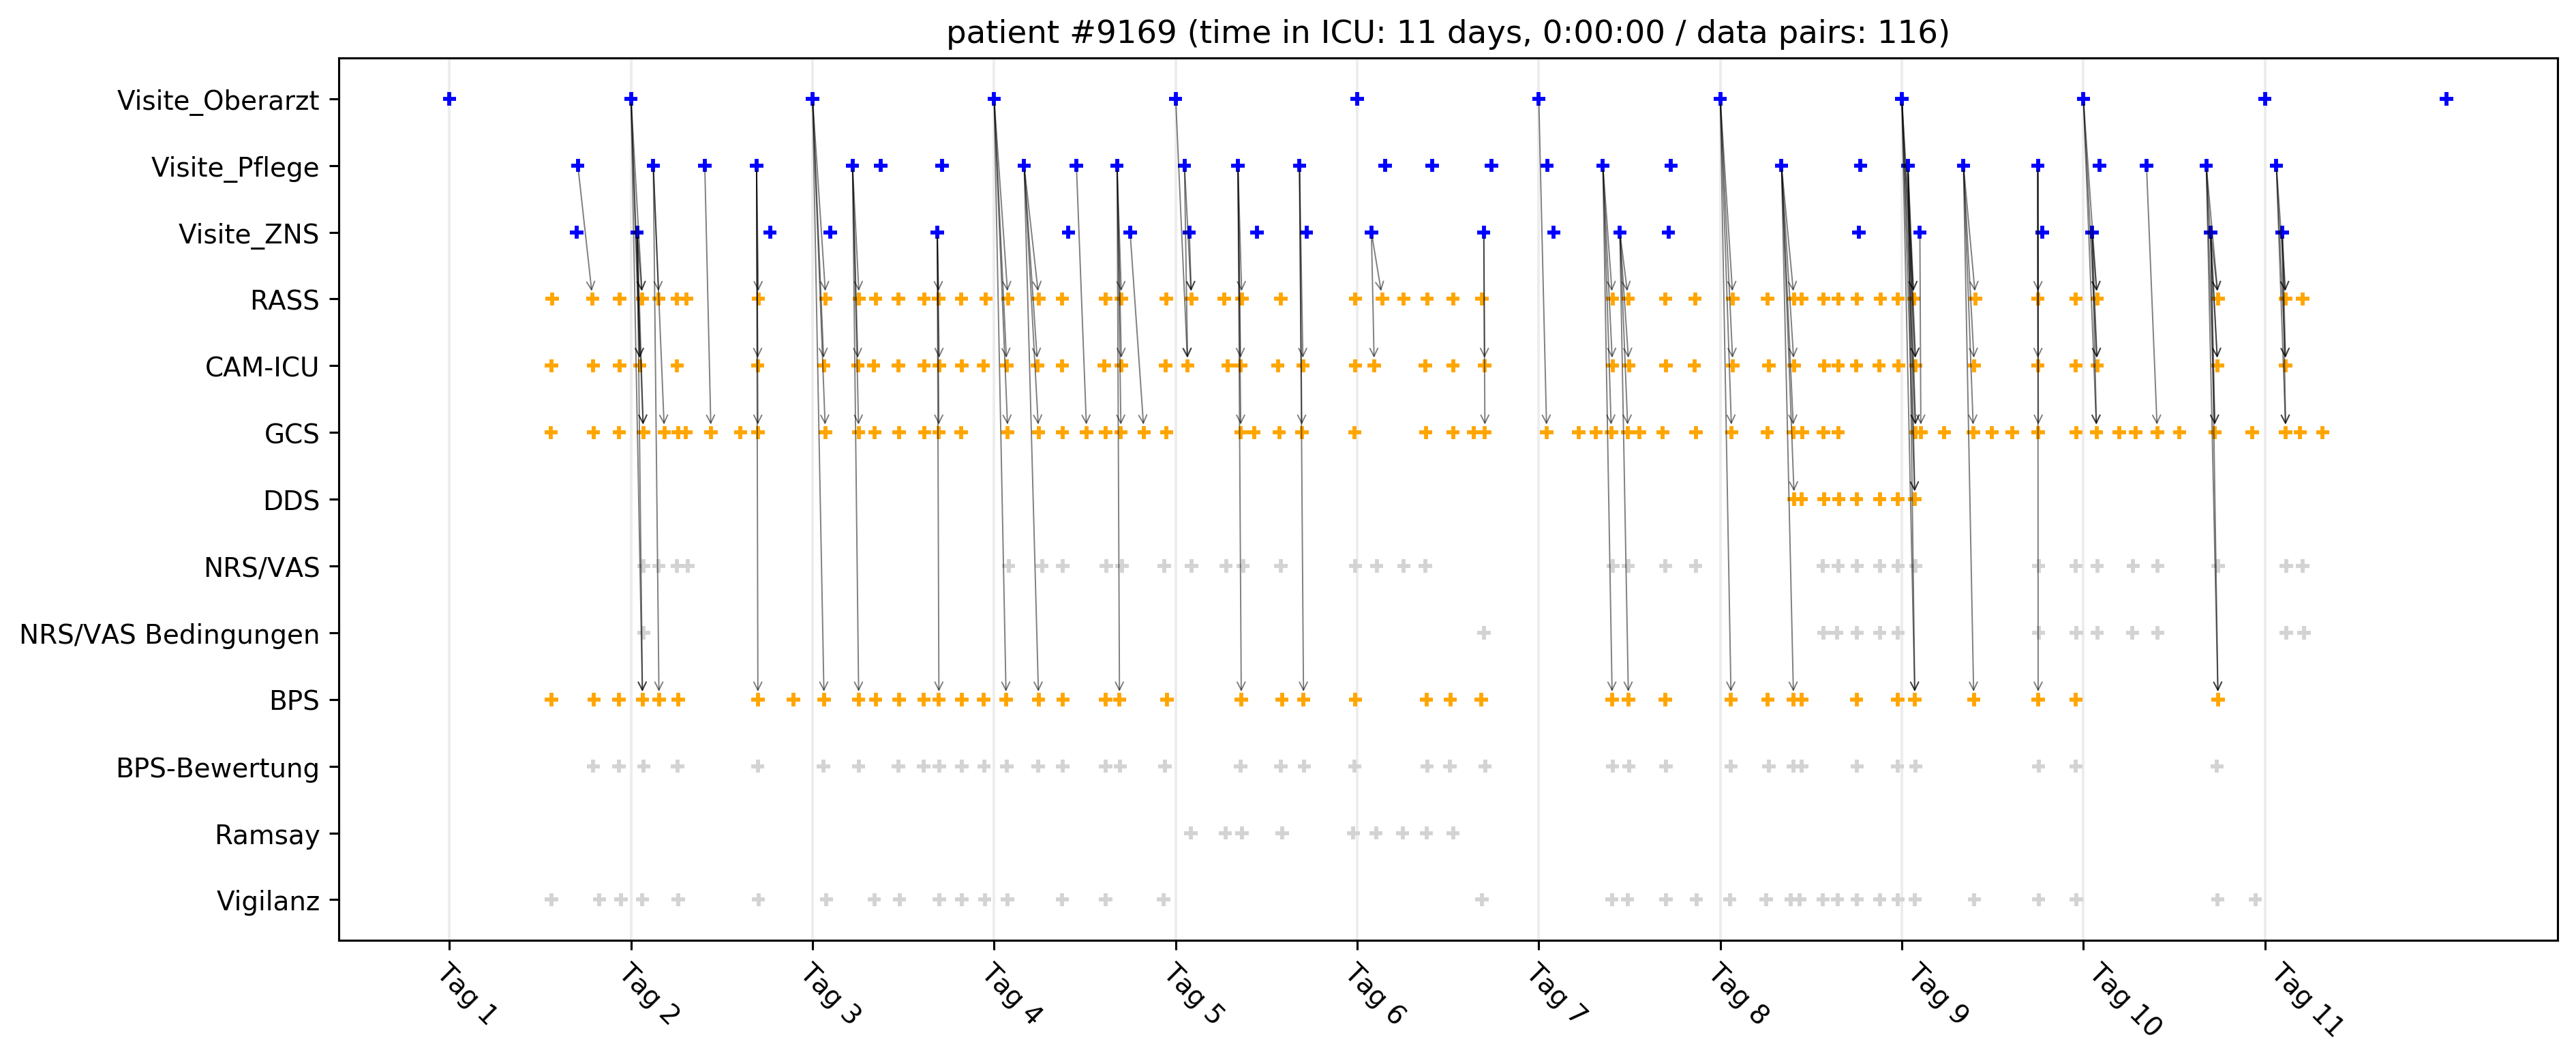 patient #9169 (time in ICU: 11 days, 0:00:00 / data pairs: 116)
Visite_Oberarzt
Visite_Pflege
Visite_ZNS
RASS
CAM-ICU
GCS
DDS
NRS/VAS
NRS/VAS Bedingungen
BPS
BPS-Bewertung
Ramsay
Vigilanz
Tag 1
Tag 2
Tag 3
Tag 4
Tag 5
Tag 6
Tag 7
Tag 8
Tag 9
Tag 10
Tag 11